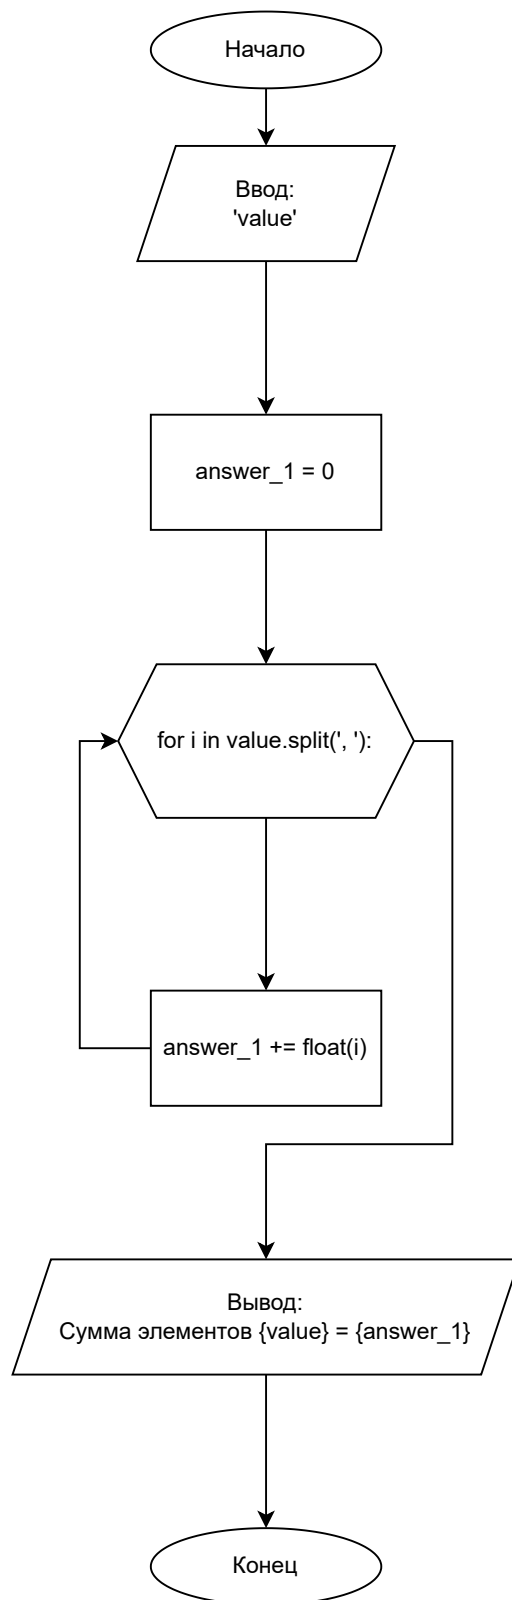 Начало
Ввод:
'value'
answer_1 = 0
for i in value.split(', '):
answer_1 += float(i)
Вывод:
Сумма элементов {value} = {answer_1}
Конец